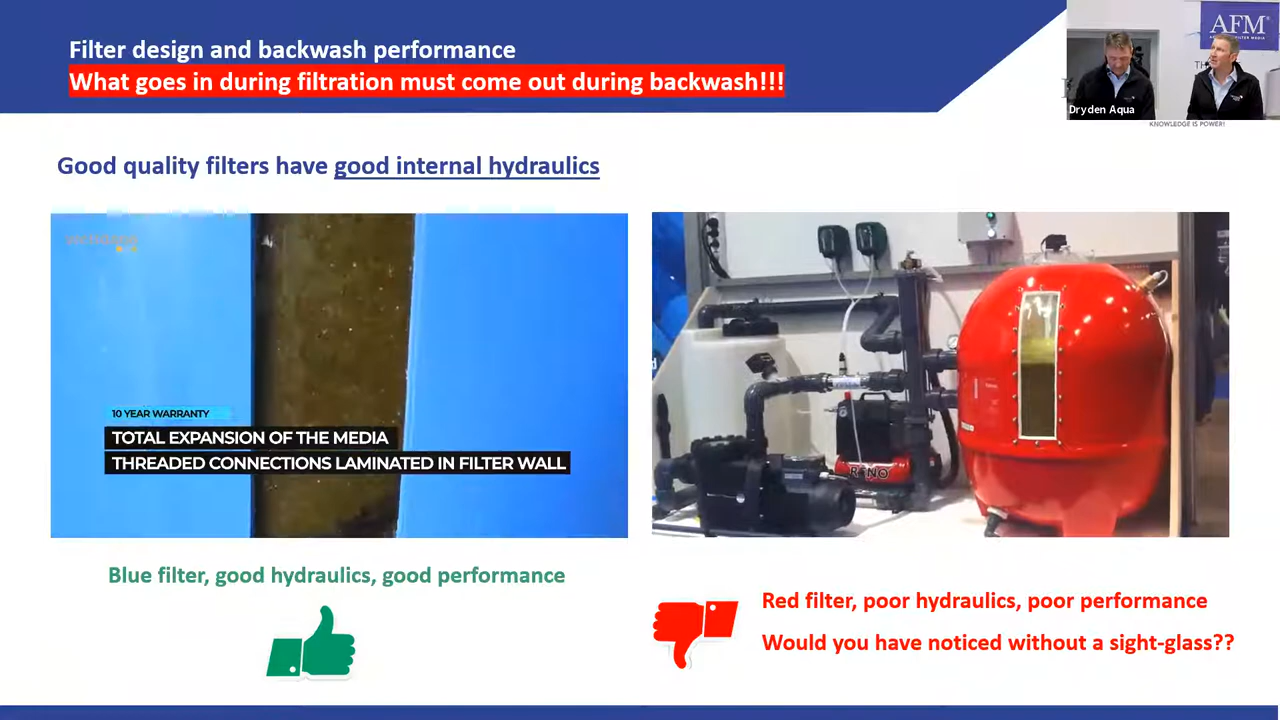 Filter design and backwash performance
What goes in during filtration must come out during backwash!!!
AFM®
Dryden Aqua
KNOWLEDGE IS POWER!
Good quality filters have good internal hydraulics
10 YEAR WARRANTY
TOTAL EXPANSION OF THE MEDIA
THREADED CONNECTIONS LAMINATED IN FILTER WALL
RENO
Blue filter, good hydraulics, good performance
Red filter, poor hydraulics, poor performance
Would you have noticed without a sight-glass??